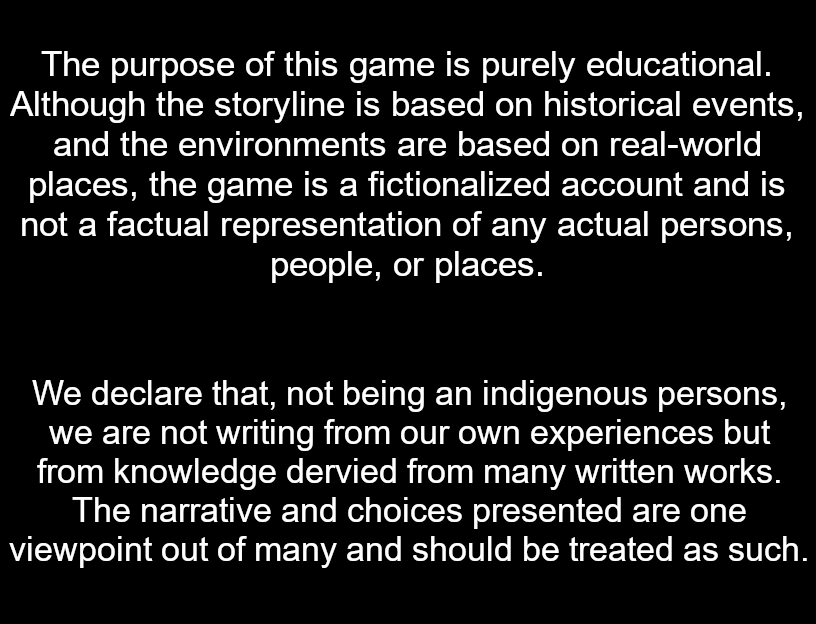 The purpose of this game is purely educational.
Although the storyline is based on historical events,
and the environments are based on real-world
places, the game is a fictionalized account and is
not a factual representation of any actual persons,
people, or places.
We declare that, not being an indigenous persons,
we are not writing from our own experiences but
from knowledge dervied from many written works.
The narrative and choices presented are one
viewpoint out of many and should be treated as such.